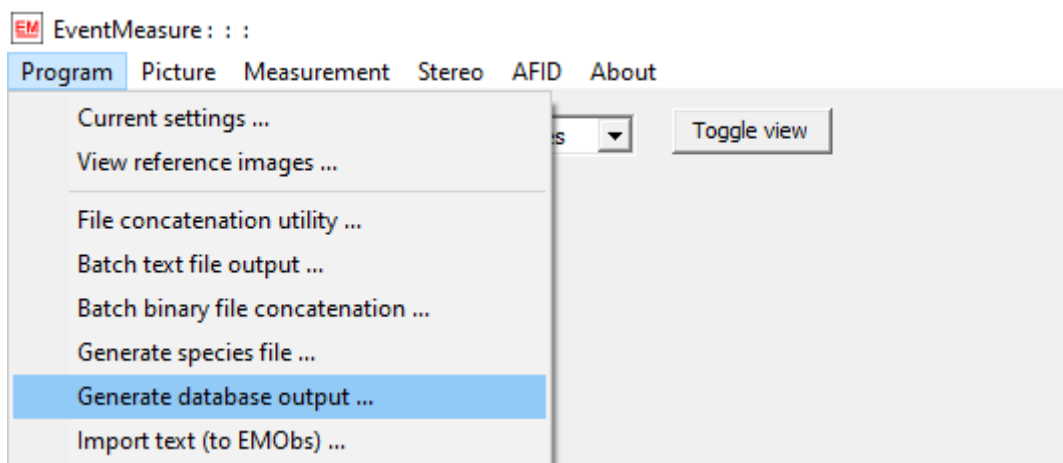 EM EventMeasure : : :
Program Picture Measurement Stereo AFID About
Current settings ...
Toggle view
View reference images ...
File concatenation utility ...
Batch text file output ...
Batch binary file concatenation ...
Generate species file ...
Generate database output ...
Import text (to EMObs) ...